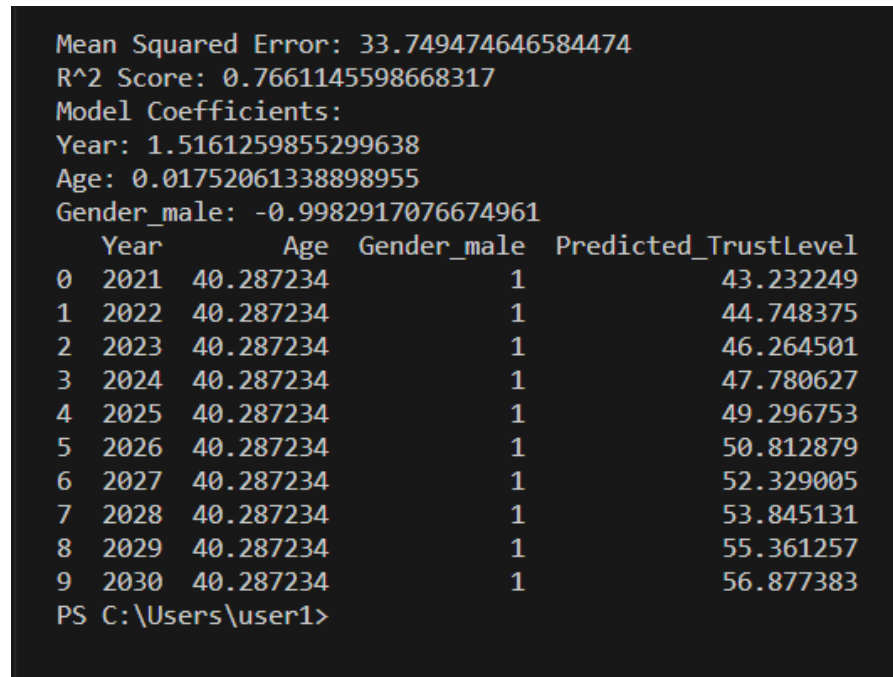 Mean Squared Error: 33.749474646584474
R^2 Score: 0.7661145598668317
Model Coefficients:
Year: 1.5161259855299638
Age: 0.01752061338898955
Gender_male: -0.9982917076674961
Year Age Gender_male Predicted_TrustLevel
0 2021 40.287234 1 43.232249
1 2022 40.287234 1 44.748375
2 2023 40.287234 1 46.264501
3 2024 40.287234 1 47.780627
4 2025 40.287234 1 49.296753
5 2026 40.287234 1 50.812879
6 2027 40.287234 1 52.329005
7 2028 40.287234 1 53.845131
8 2029 40.287234 1 55.361257
9 2030 40.287234 1 56.877383
PS C:\Users\user1>